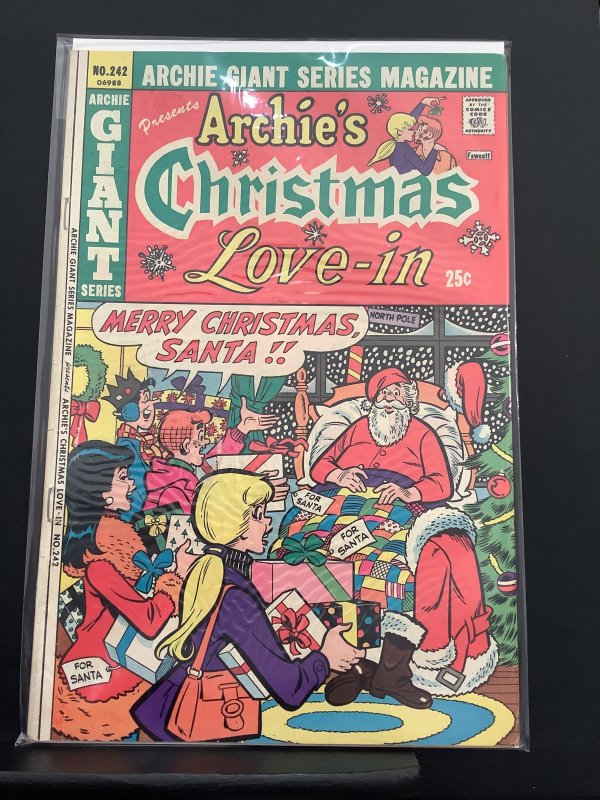 NO.242
06988
ARCHIE GIANT SERIES MAGAZINE
ARCHIE
GIANT
SERIES
Presents
Archie's
Christmas
Love-in
25¢
APPROVED
BY THE
COMICS
CODE
AUTHORITY
Fawcett
ARCHIE GIANT SERIES MAGAZINE presents ARCHIE'S CHRISTMAS LOVE-IN NO.242
MERRY CHRISTMAS,
SANTA!!
NORTH POLE
FOR
SANTA
FOR
SANTA
FOR
SANTA